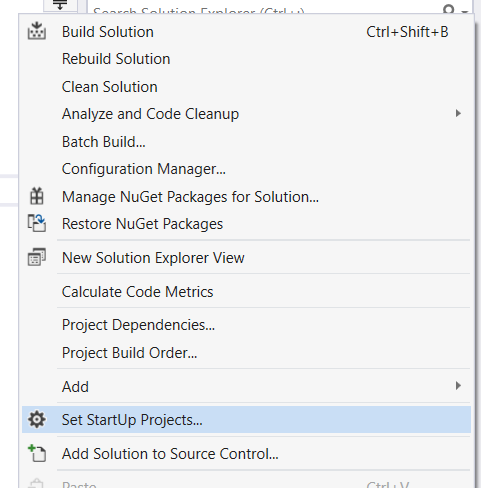 Search Solution Explorer (Ctrl+;)
Build Solution Ctrl+Shift+B
Rebuild Solution
Clean Solution
Analyze and Code Cleanup
Batch Build...
Configuration Manager...
Manage NuGet Packages for Solution...
Restore NuGet Packages
New Solution Explorer View
Calculate Code Metrics
Project Dependencies...
Project Build Order...
Add
Set StartUp Projects...
Add Solution to Source Control...
Paste Ctrl+V